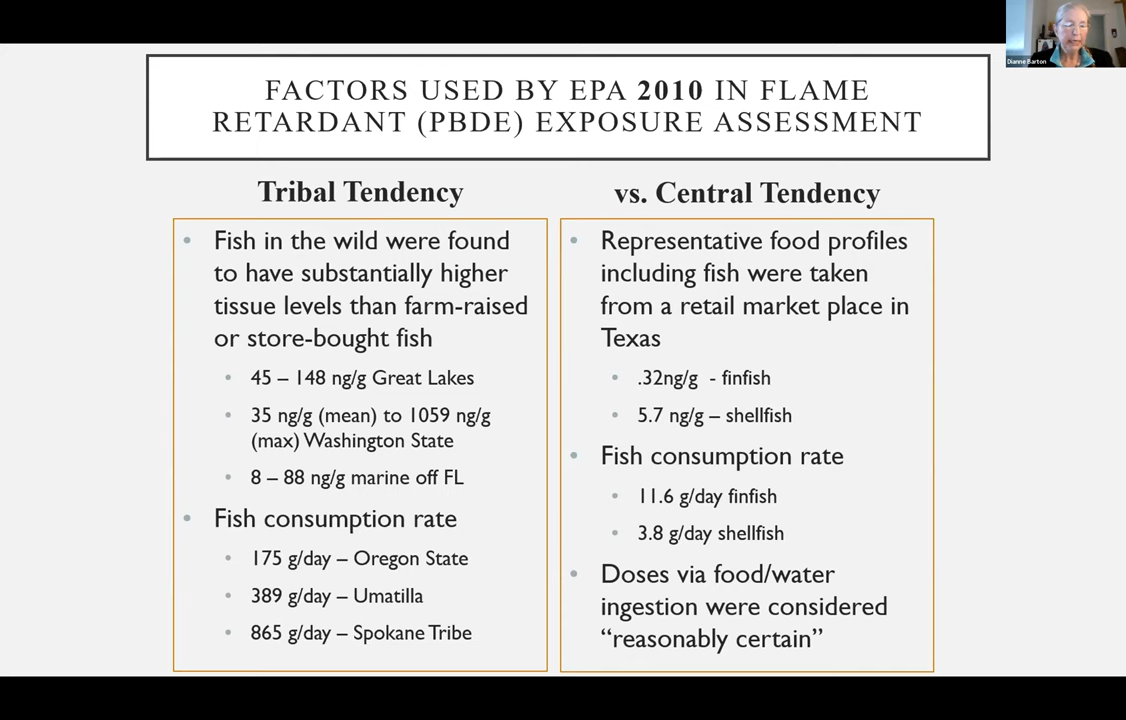 Dianne Barton
FACTORS USED BY EPA 2010 IN FLAME
RETARDANT (PBDE) EXPOSURE ASSESSMENT
Tribal Tendency
• Fish in the wild were found
to have substantially higher
tissue levels than farm-raised
or store-bought fish
• 45 – 148 ng/g Great Lakes
• 35 ng/g (mean) to 1059 ng/g
(max) Washington State
• 8 – 88 ng/g marine off FL
• Fish consumption rate
• 175 g/day – Oregon State
• 389 g/day – Umatilla
• 865 g/day – Spokane Tribe
vs. Central Tendency
• Representative food profiles
including fish were taken
from a retail market place in
Texas
• .32ng/g - finfish
• 5.7 ng/g – shellfish
• Fish consumption rate
• 11.6 g/day finfish
• 3.8 g/day shellfish
• Doses via food/water
ingestion were considered
“reasonably certain”